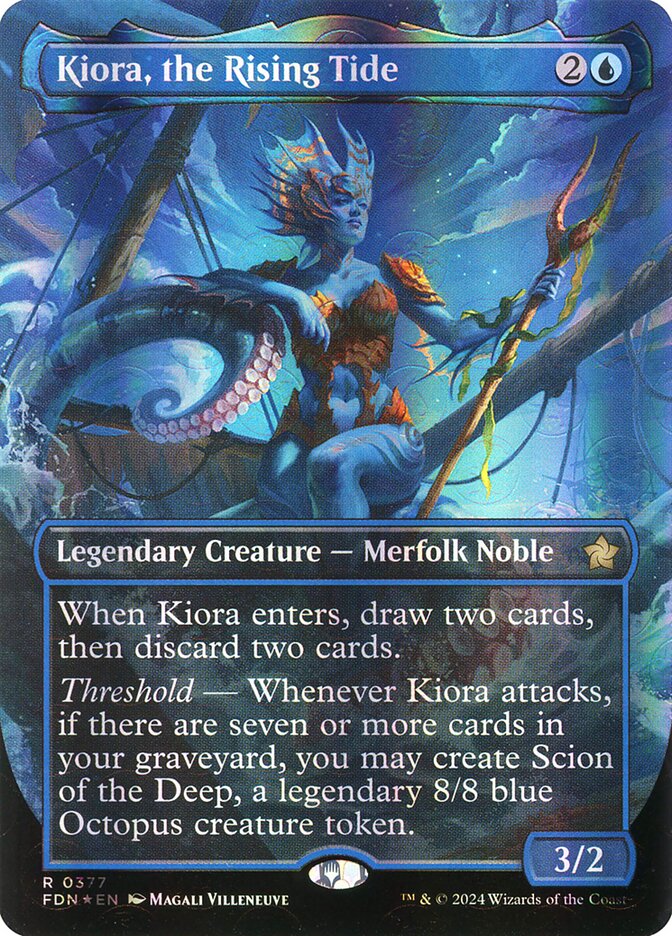 Kiora, the Rising Tide 2
Legendary Creature — Merfolk Noble
When Kiora enters, draw two cards,
then discard two cards.
Threshold — Whenever Kiora attacks,
if there are seven or more cards in
your graveyard, you may create Scion
of the Deep, a legendary 8/8 blue
Octopus creature token.
3/2
R 0377
FDN★EN Magali Villeneuve ™ & © 2024 Wizards of the Coast